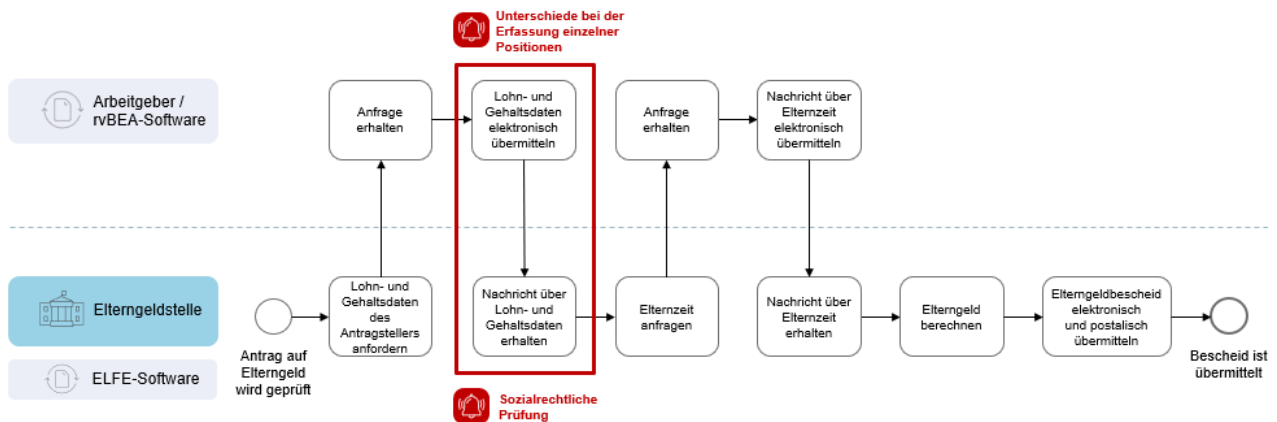 Unterschiede bei der
Erfassung einzelner
Positionen
Arbeitgeber /
rvBEA-Software
Anfrage
erhalten
Lohn- und
Gehaltsdaten
elektronisch
übermitteln
Anfrage
erhalten
Nachricht über
Elternzeit
elektronisch
übermitteln
Elterngeldstelle
ELFE-Software
Antrag auf
Elterngeld
wird geprüft
Lohn- und
Gehaltsdaten
des
Antragstellers
anfordern
Nachricht über
Lohn- und
Gehaltsdaten
erhalten
Elternzeit
anfragen
Nachricht über
Elternzeit
erhalten
Elterngeld
berechnen
Elterngeldbescheid
elektronisch
und postalisch
übermitteln
Bescheid ist
übermittelt
Sozialrechtliche
Prüfung